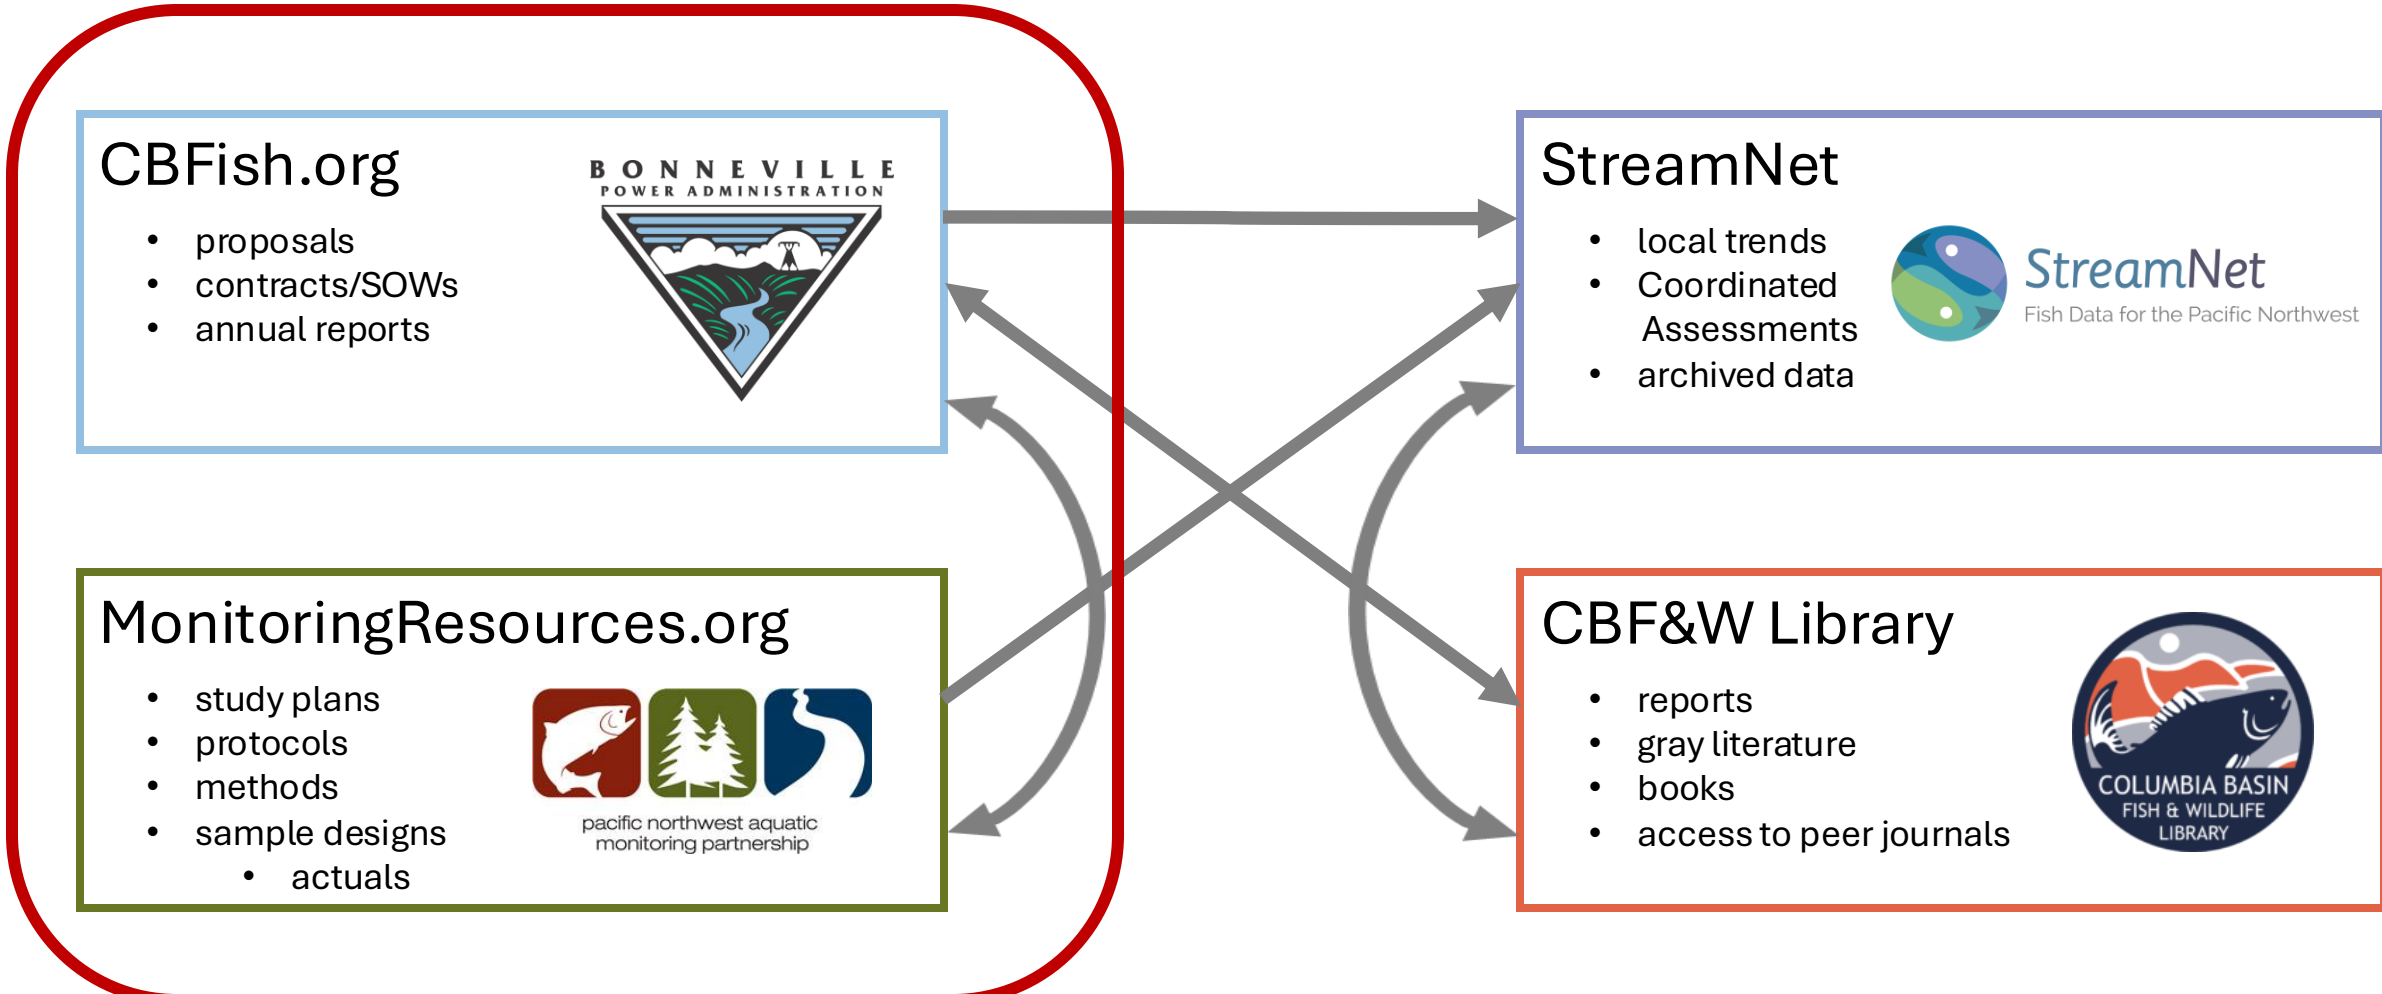 CBFish.org
• proposals
• contracts/SOWs
• annual reports
BONNEVILLE
POWER ADMINISTRATION
StreamNet
• local trends
• Coordinated
Assessments
• archived data
StreamNet
Fish Data for the Pacific Northwest
MonitoringResources.org
• study plans
• protocols
• methods
• sample designs
• actuals
pacific northwest aquatic
monitoring partnership
CBF&W Library
• reports
• gray literature
• books
• access to peer journals
COLUMBIA BASIN
FISH & WILDLIFE
LIBRARY